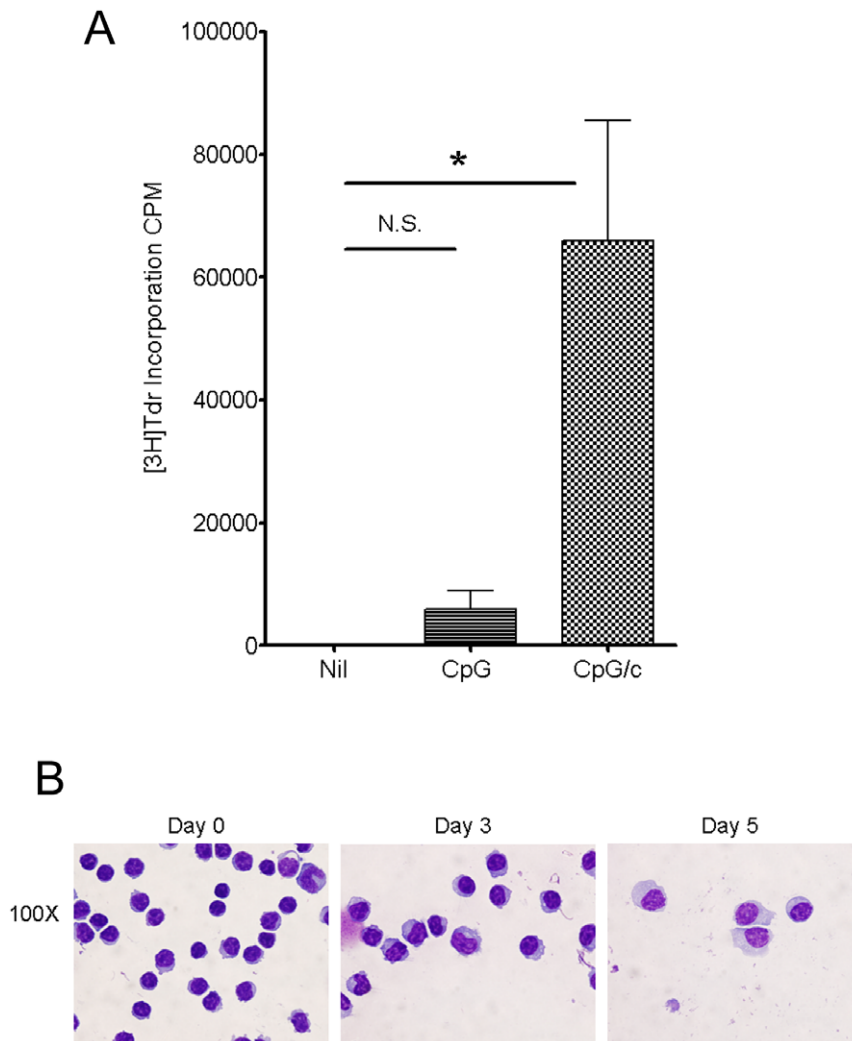 A
100000
80000
60000
40000
20000
0
[3H]Tdr Incorporation CPM
*
N.S.
Nil CpG CpG/c
B
Day 0 Day 3 Day 5
100X